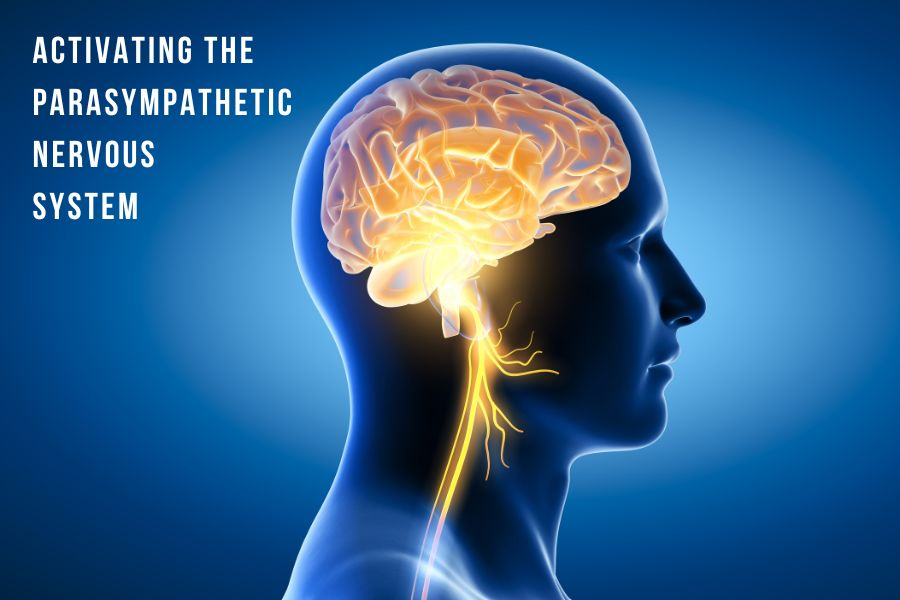 ACTIVATING THE
PARASYMPATHETIC
NERVOUS
SYSTEM